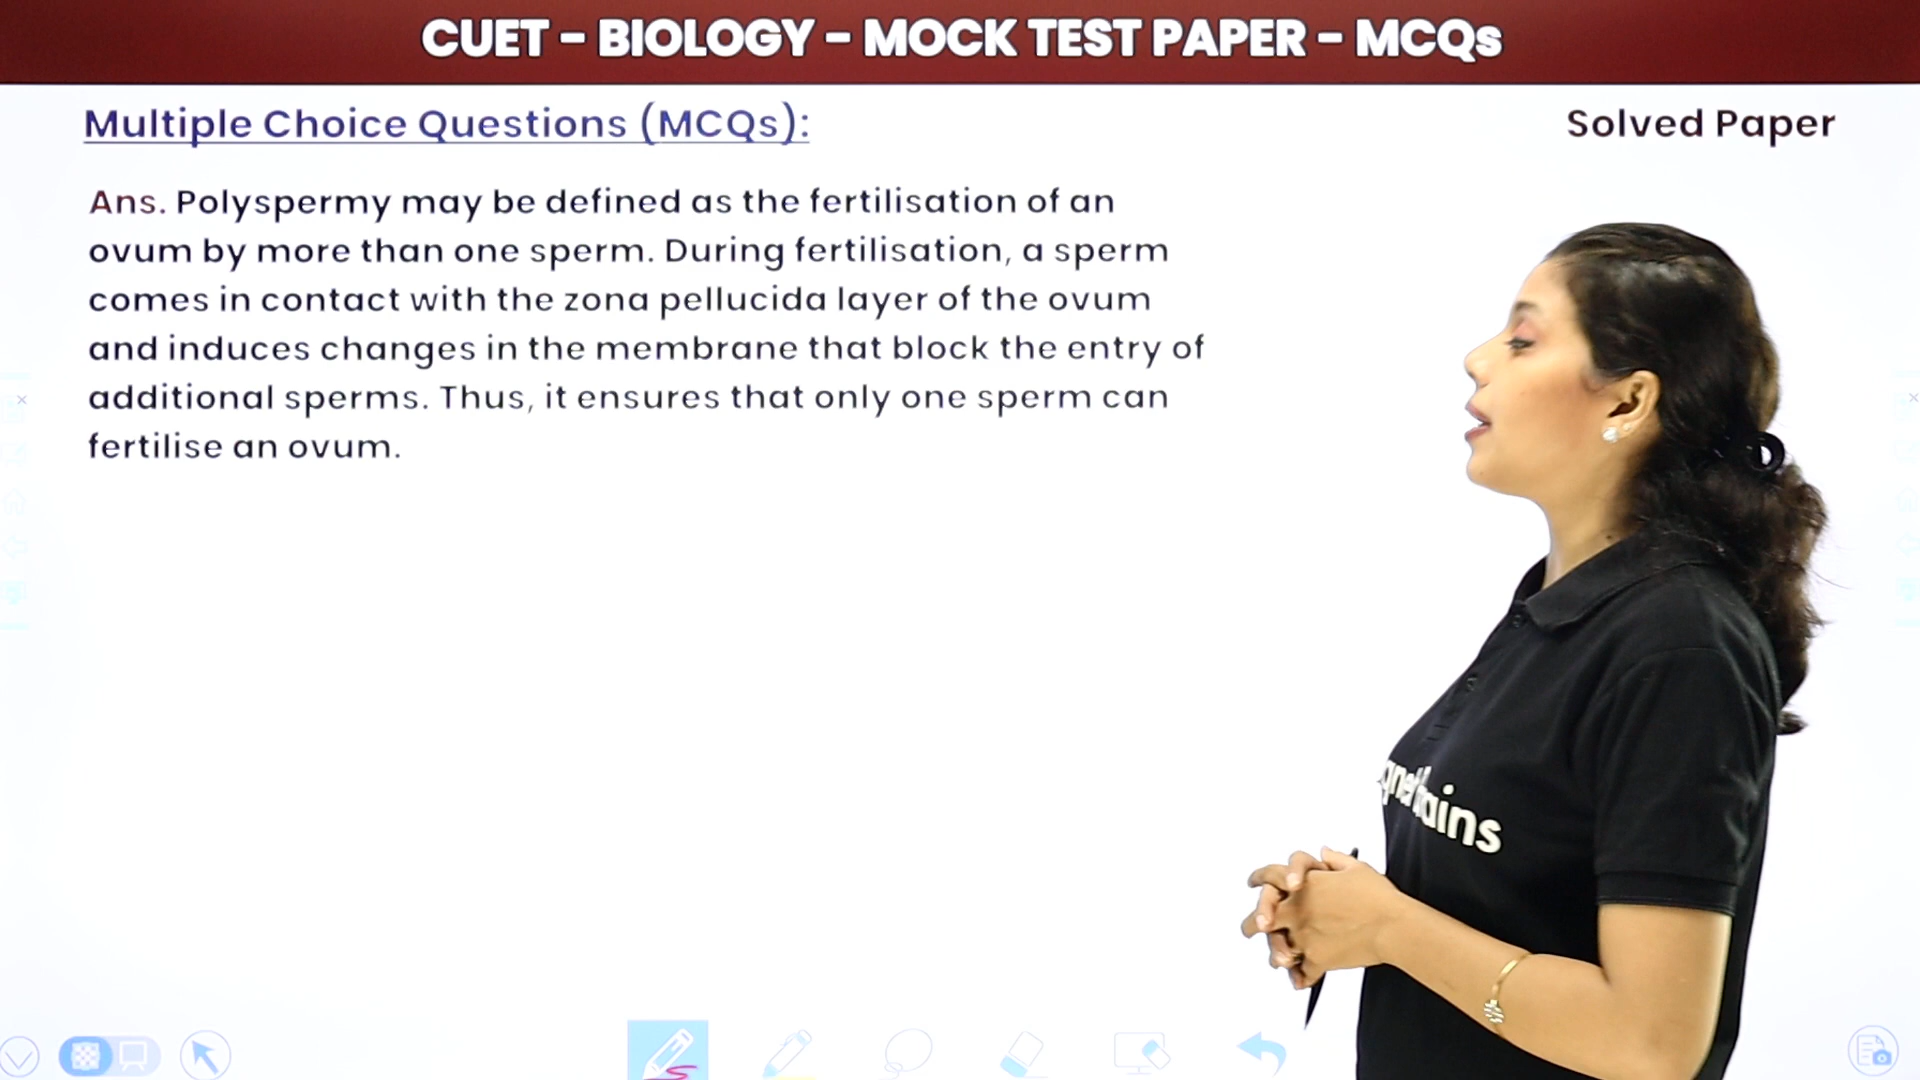 CUET - BIOLOGY - MOCK TEST PAPER - MCQs
Multiple Choice Questions (MCQs):
Solved Paper
Ans. Polyspermy may be defined as the fertilisation of an
ovum by more than one sperm. During fertilisation, a sperm
comes in contact with the zona pellucida layer of the ovum
and induces changes in the membrane that block the entry of
additional sperms. Thus, it ensures that only one sperm can
fertilise an ovum.